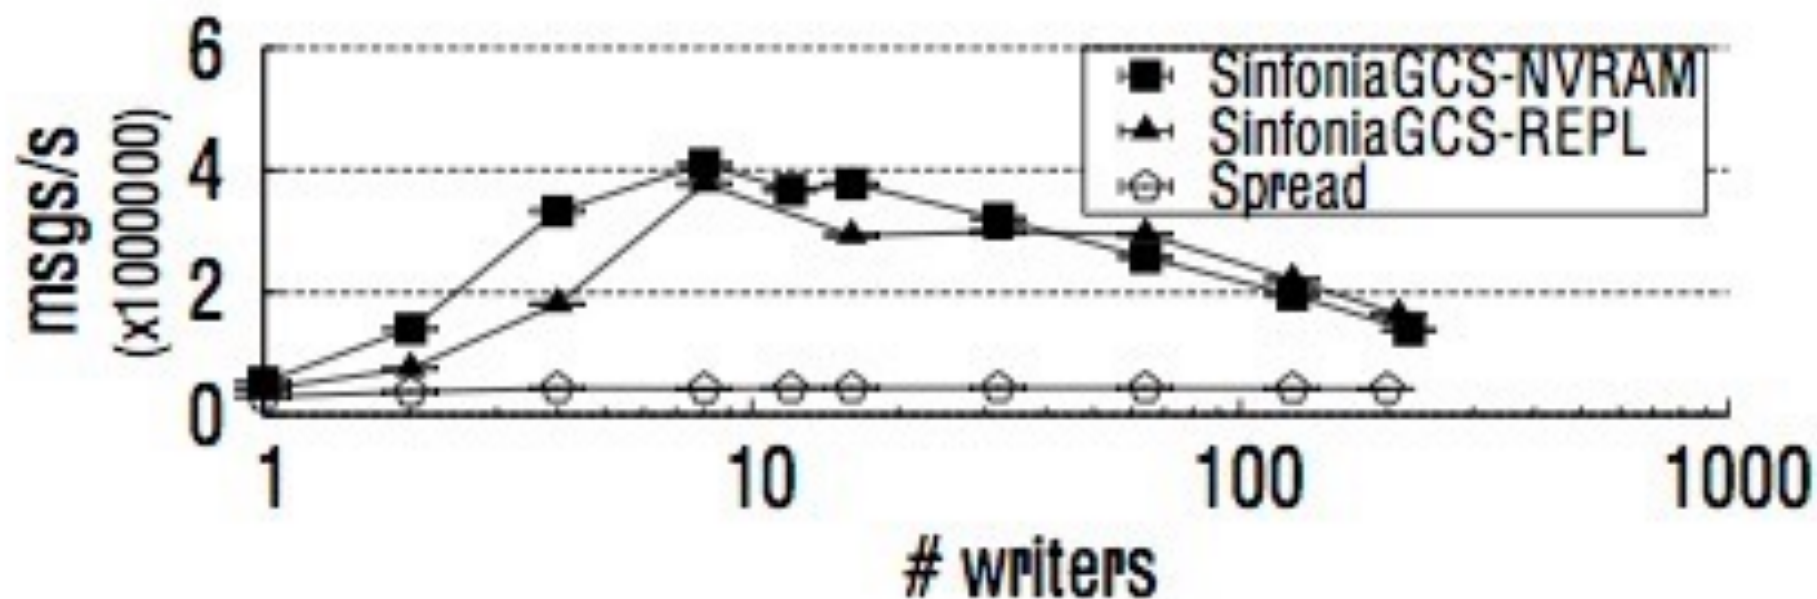 6
4
2
0
msgs/s
(x1000000)
SinfoniaGCS-NVRAM
SinfoniaGCS-REPL
Spread
1 10 100 1000
# writers